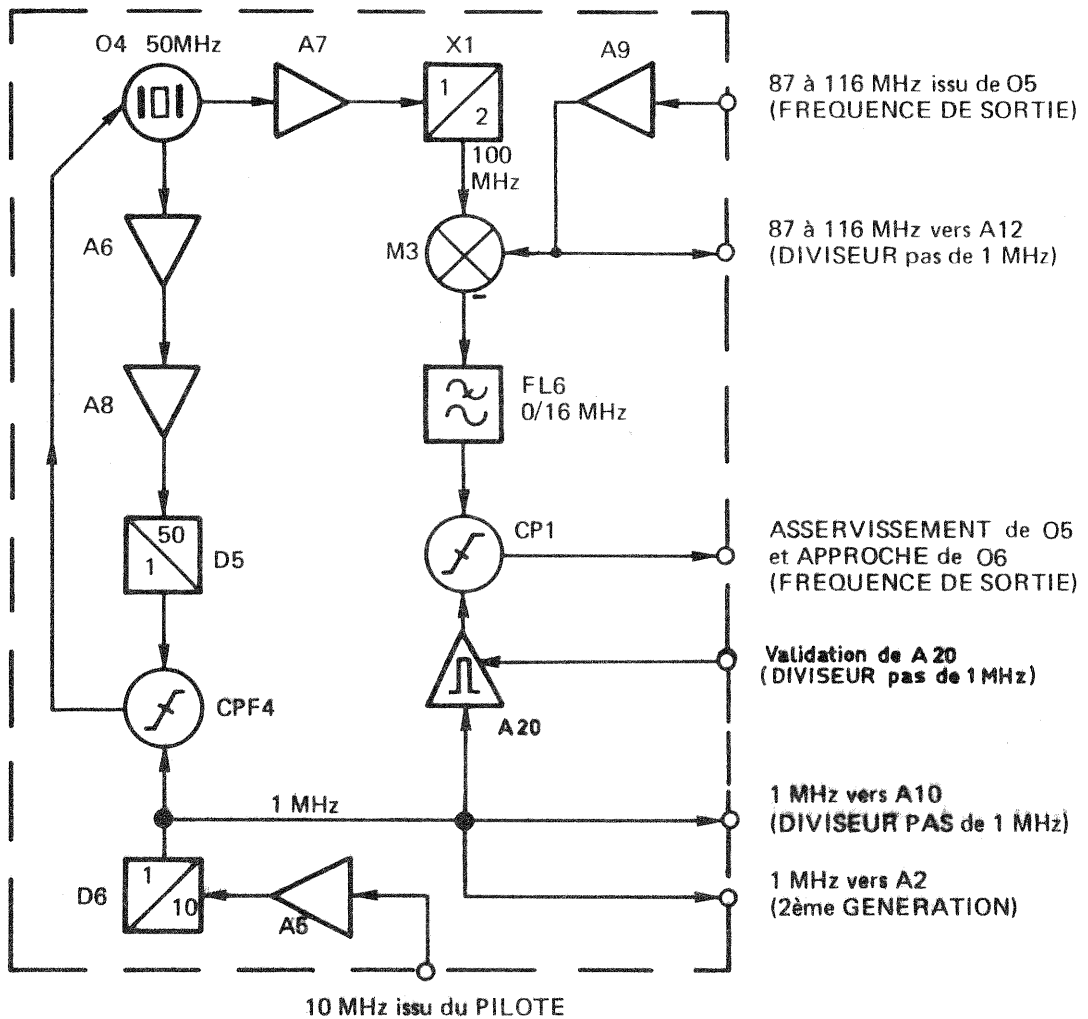 O4 50MHz
A7
X1
A9
1
2
87 à 116 MHz issu de O5
(FREQUENCE DE SORTIE)
100
MHz
A6
M3
87 à 116 MHz vers A12
(DIVISEUR pas de 1 MHz)
-
A8
FL6
0/16 MHz
50
1
D5
CP1
ASSERVISSEMENT de O5
et APPROCHE de O6
(FREQUENCE DE SORTIE)
Validation de A 20
(DIVISEUR pas de 1 MHz)
CPF4
A20
1 MHz
1 MHz vers A10
(DIVISEUR PAS de 1 MHz)
D6
1
10
A5
1 MHz vers A2
(2ème GENERATION)
10 MHz issu du PILOTE